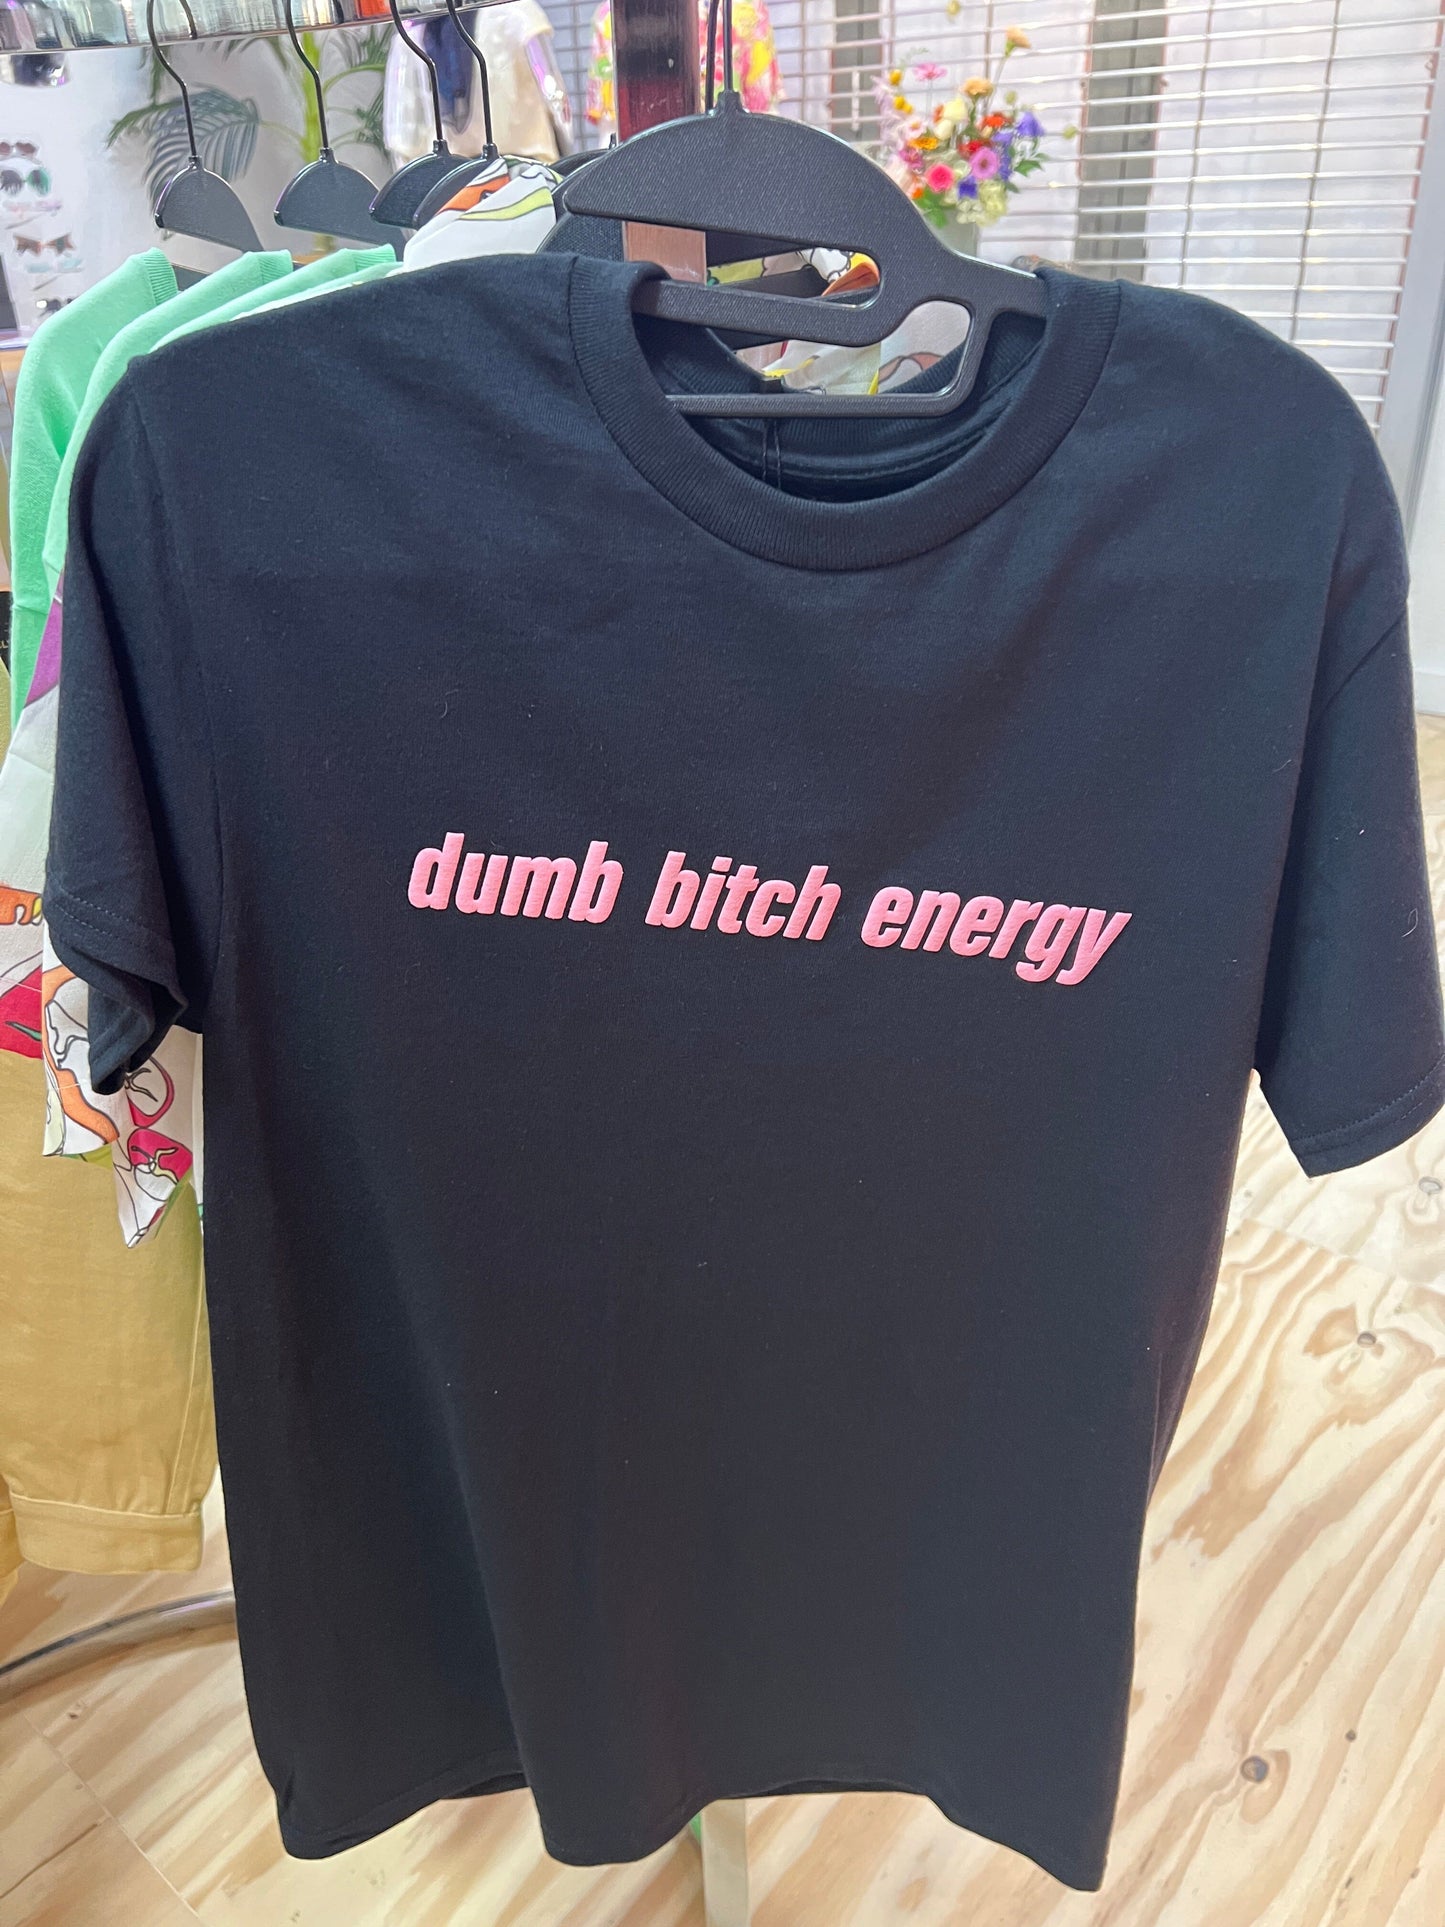 dumb bitch energy